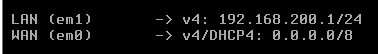 LAN (em1) -> v4: 192.168.200.1/24
WAN (em0) -> v4/DHCP4: 0.0.0.0/8